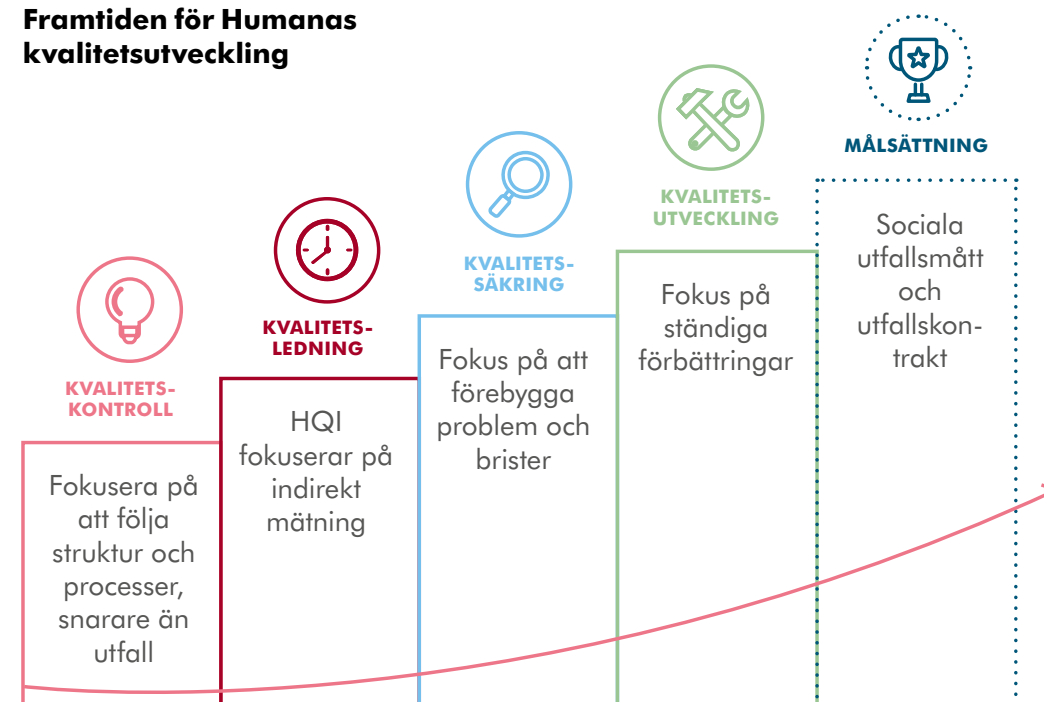 Framtiden för Humanas
kvalitetsutveckling
KVALITETS-
KONTROLL
Fokusera på
att följa
struktur och
processer,
snarare än
utfall
KVALITETS-
LEDNING
HQI
fokuserar på
indirekt
mätning
KVALITETS-
SÄKRING
Fokus på att
förebygga
problem och
brister
KVALITETS-
UTVECKLING
Fokus på
ständiga
förbättringar
MÅLSÄTTNING
Sociala
utfallsmått
och
utfallskon-
trakt